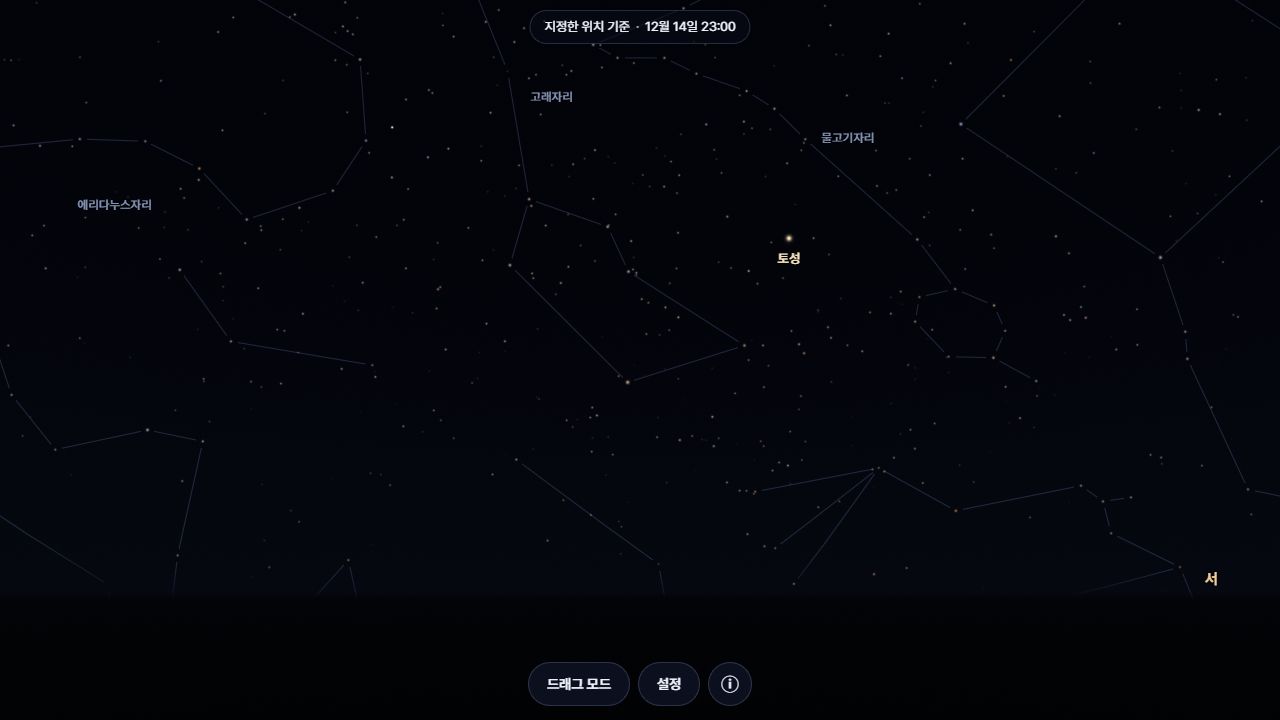 지정한 위치 기준 · 12월 14일 23:00
고래자리
물고기자리
에리다누스자리
토성
서
드래그 모드
설정